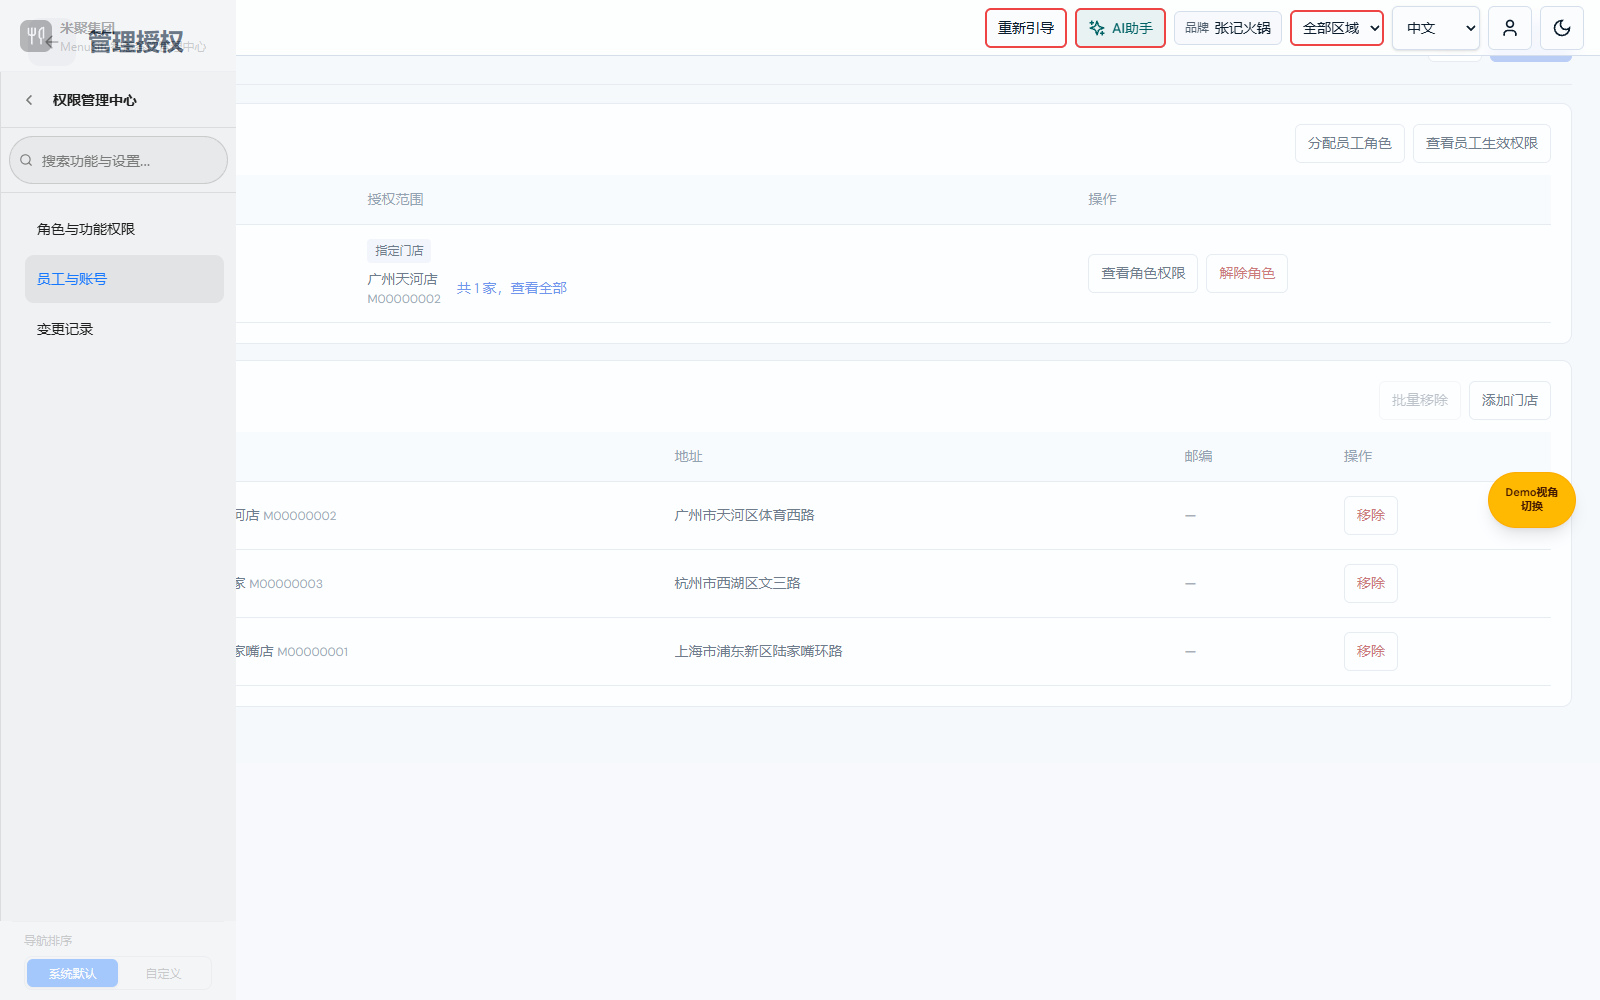 米聚集团
管理授权
Menu
中心
重新引导
AI助手
品牌 张记火锅
全部区域
中文
权限管理中心
搜索功能与设置...
角色与功能权限
员工与账号
变更记录
分配员工角色
查看员工生效权限
授权范围
操作
指定门店
广州天河店
M00000002
共 1 家，查看全部
查看角色权限
解除角色
批量移除
添加门店
地址
邮编
操作
河店 M00000002
广州市天河区体育西路
—
移除
家 M00000003
杭州市西湖区文三路
—
移除
家嘴店 M00000001
上海市浦东新区陆家嘴环路
—
移除
Demo视角
切换
导航排序
系统默认
自定义